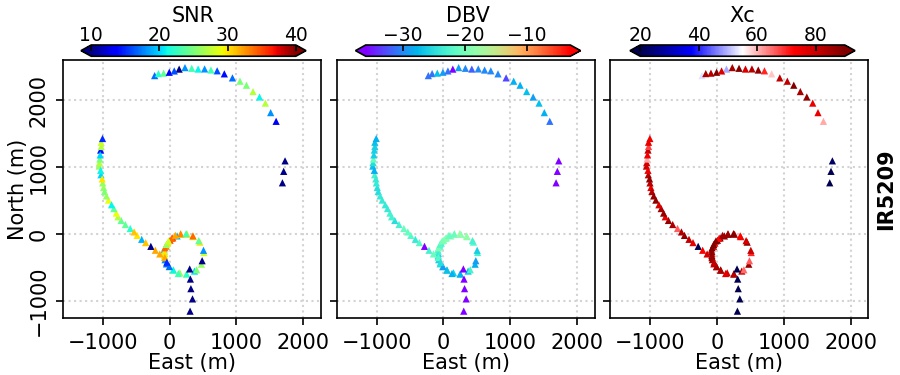 SNR DBV Xc
10 20 30 40 −30 −20 −10 20 40 60 80
2000
1000
0
−1000
North (m)
−1000 0 1000 2000 −1000 0 1000 2000 −1000 0 1000 2000
East (m) East (m) East (m)
IR5209